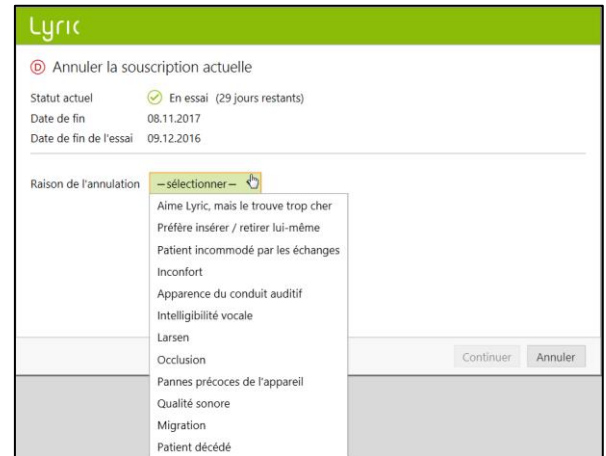 Lyric
D Annuler la souscription actuelle
Statut actuel En essai (29 jours restants)
Date de fin 08.11.2017
Date de fin de l'essai 09.12.2016
Raison de l'annulation —sélectionner—
Aime Lyric, mais le trouve trop cher
Préfère insérer / retirer lui-même
Patient incommodé par les échanges
Inconfort
Apparence du conduit auditif
Intelligibilité vocale
Larsen
Occlusion
Continuer Annuler
Pannes précoces de l'appareil
Qualité sonore
Migration
Patient décédé